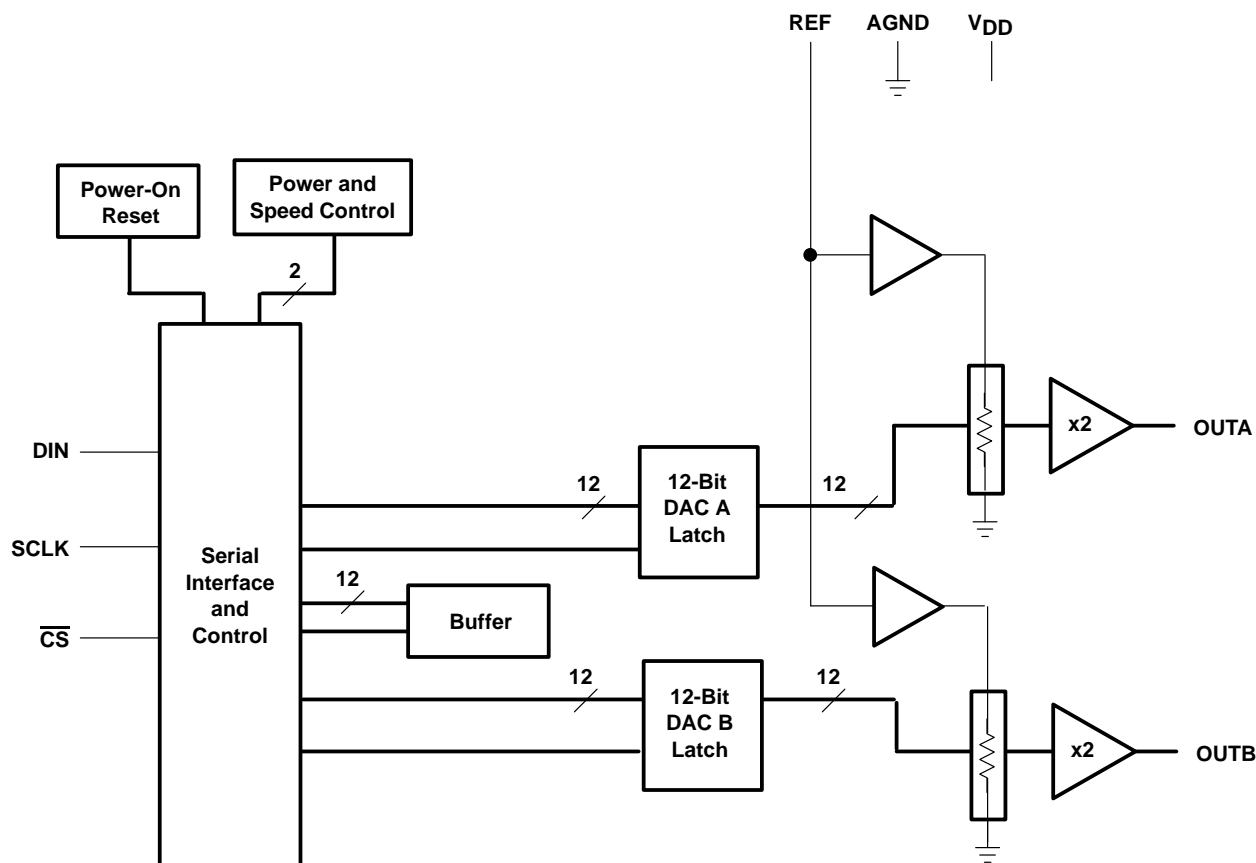 REF AGND VDD
Power-On
Reset
Power and
Speed Control
2
DIN
SCLK
CS
Serial
Interface
and
Control
12
12-Bit
DAC A
Latch
12
x2
OUTA
12
Buffer
12
12-Bit
DAC B
Latch
12
x2
OUTB